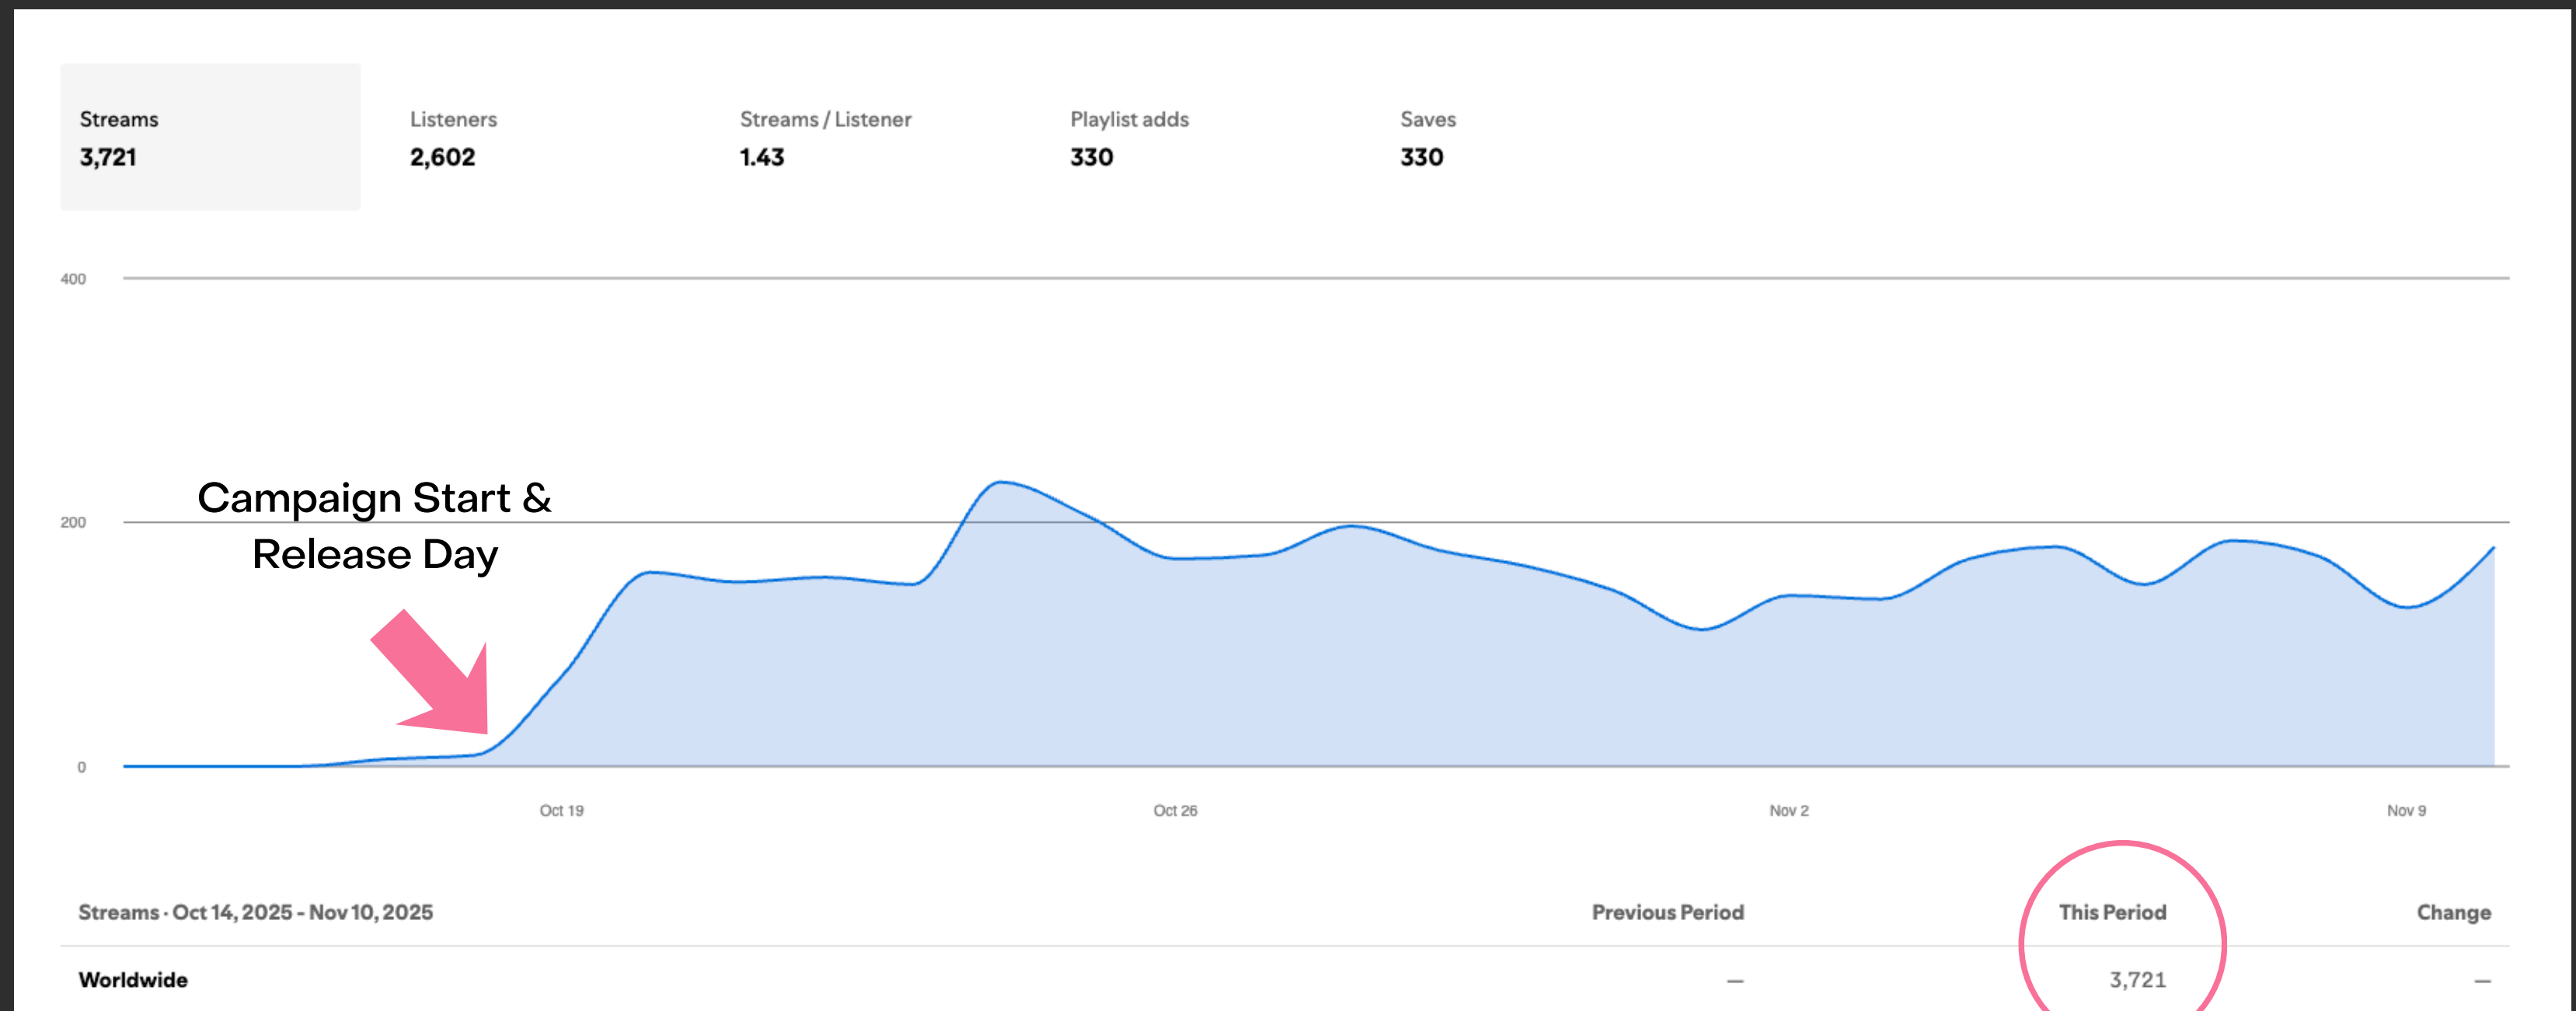 Streams
3,721
Listeners
2,602
Streams / Listener
1.43
Playlist adds
330
Saves
330
400
Campaign Start &
200
Release Day
0
Oct 19
Oct 26
Nov 2
Nov 9
Streams · Oct 14, 2025 - Nov 10, 2025
Previous Period
This Period
Change
Worldwide
—
3,721
—